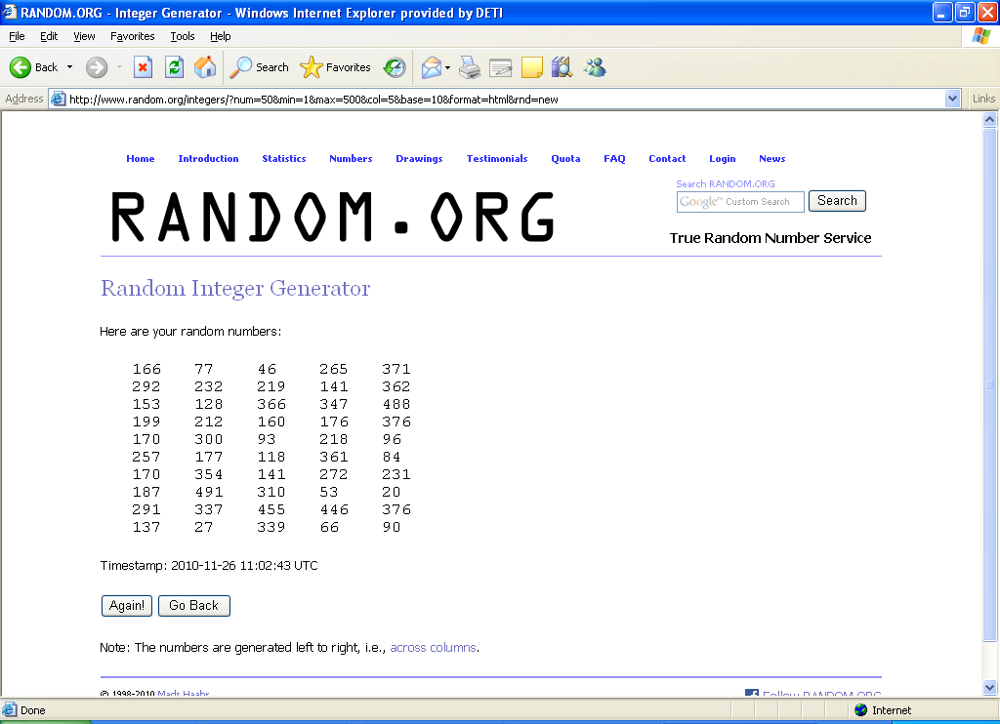 RANDOM.ORG - Integer Generator - Windows Internet Explorer provided by DETI
File Edit View Favorites Tools Help
Back Search Favorites
Address http://www.random.org/integers/?num=50&min=1&max=500&col=5&base=10&format=html&rnd=new Links
Home Introduction Statistics Numbers Drawings Testimonials Quota FAQ Contact Login News
RANDOM.ORG
Search RANDOM.ORG
Google™ Custom Search Search
True Random Number Service
Random Integer Generator
Here are your random numbers:
166 77 46 265 371
292 232 219 141 362
153 128 366 347 488
199 212 160 176 376
170 300 93 218 96
257 177 118 361 84
170 354 141 272 231
187 491 310 53 20
291 337 455 446 376
137 27 339 66 90
Timestamp: 2010-11-26 11:02:43 UTC
Again! Go Back
Note: The numbers are generated left to right, i.e., across columns.
© 1998-2010 Mads Haahr Follow RANDOM.ORG
Done Internet